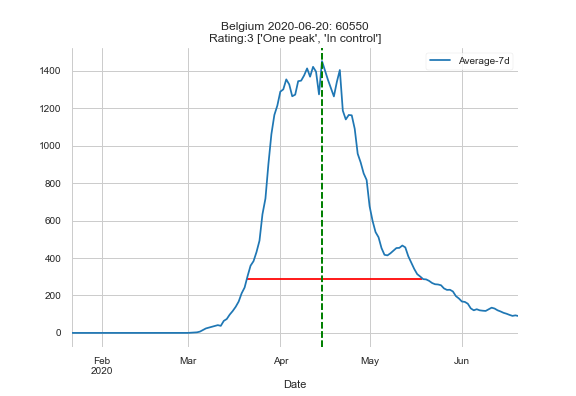 Belgium 2020-06-20: 60550
Rating:3 ['One peak', 'In control']
Average-7d
1400
1200
1000
800
600
400
200
0
Feb
2020
Mar
Apr
May
Jun
Date